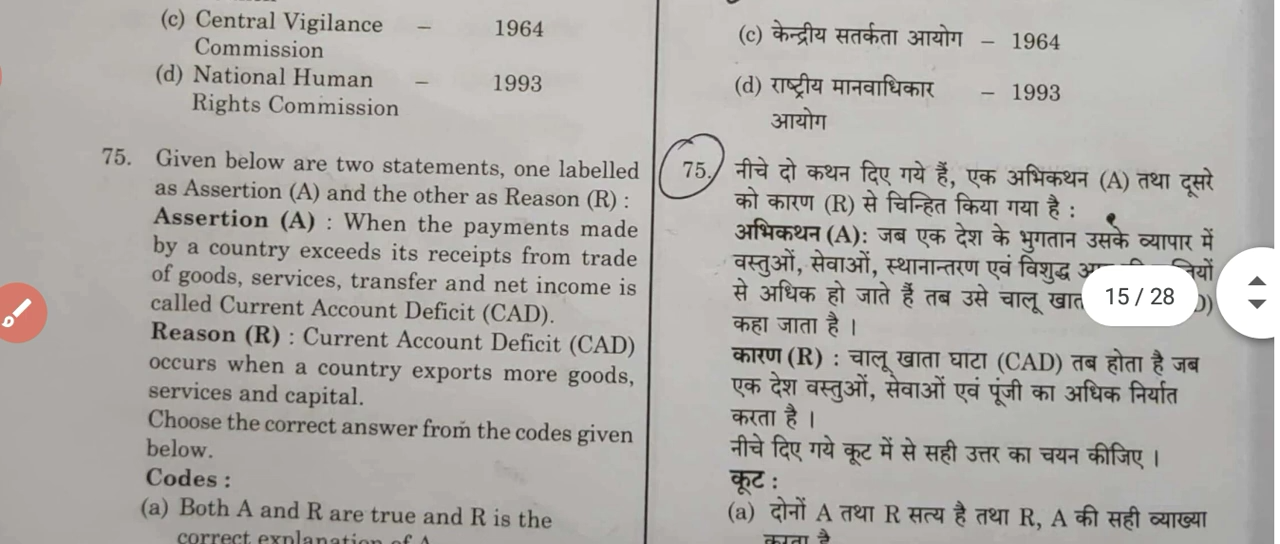 (c) Central Vigilance – 1964
Commission
(d) National Human – 1993
Rights Commission
75. Given below are two statements, one labelled
as Assertion (A) and the other as Reason (R) :
Assertion (A) : When the payments made
by a country exceeds its receipts from trade
of goods, services, transfer and net income is
called Current Account Deficit (CAD).
Reason (R) : Current Account Deficit (CAD)
occurs when a country exports more goods,
services and capital.
Choose the correct answer from the codes given
below.
Codes :
(a) Both A and R are true and R is the
correct explanation of A
(c) केन्द्रीय सतर्कता आयोग – 1964
(d) राष्ट्रीय मानवाधिकार – 1993
आयोग
75. नीचे दो कथन दिए गये हैं, एक अभिकथन (A) तथा दूसरे
को कारण (R) से चिन्हित किया गया है :
अभिकथन (A): जब एक देश के भुगतान उसके व्यापार में
वस्तुओं, सेवाओं, स्थानान्तरण एवं विशुद्ध
से अधिक हो जाते हैं तब उसे चालू
कहा जाता है ।
कारण (R) : चालू खाता घाटा (CAD) तब होता है जब
एक देश वस्तुओं, सेवाओं एवं पूंजी का अधिक निर्यात
करता है ।
नीचे दिए गये कूट में से सही उत्तर का चयन कीजिए ।
कूट :
(a) दोनों A तथा R सत्य है तथा R, A की सही व्याख्या
करता है
15 / 28